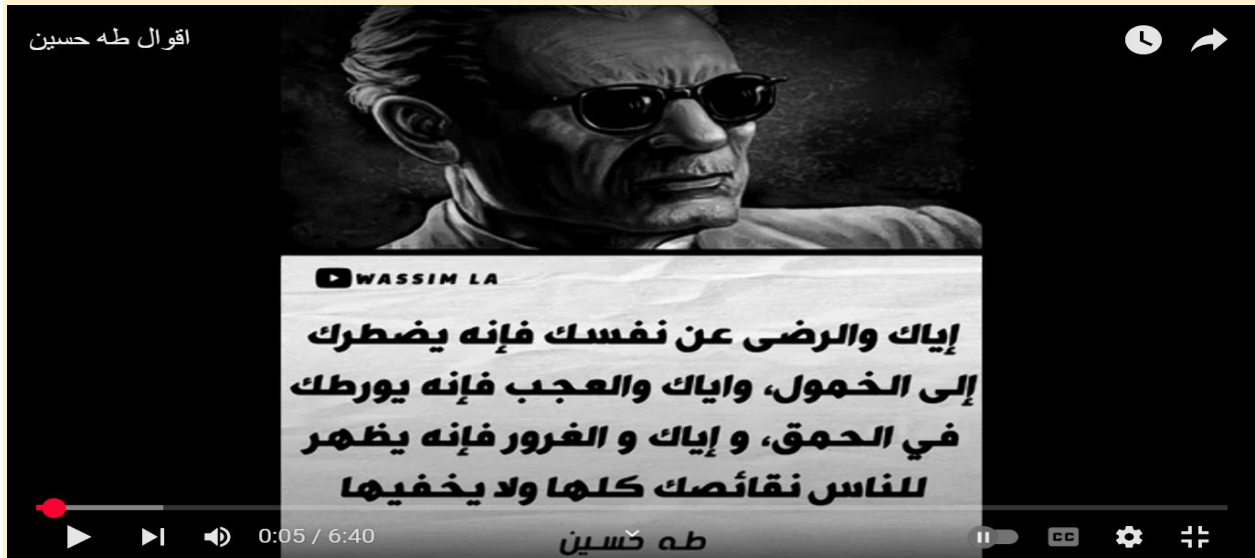 اقوال طه حسين
WASSIM LA
إياك والرضى عن نفسك فإنه يضطرك
إلى الخمول، واياك والعجب فإنه يورطك
في الحمق، و إياك و الغرور فإنه يظهر
للناس نقائصك كلها ولا يخفيها
طه حسين
0:05 / 6:40
CC